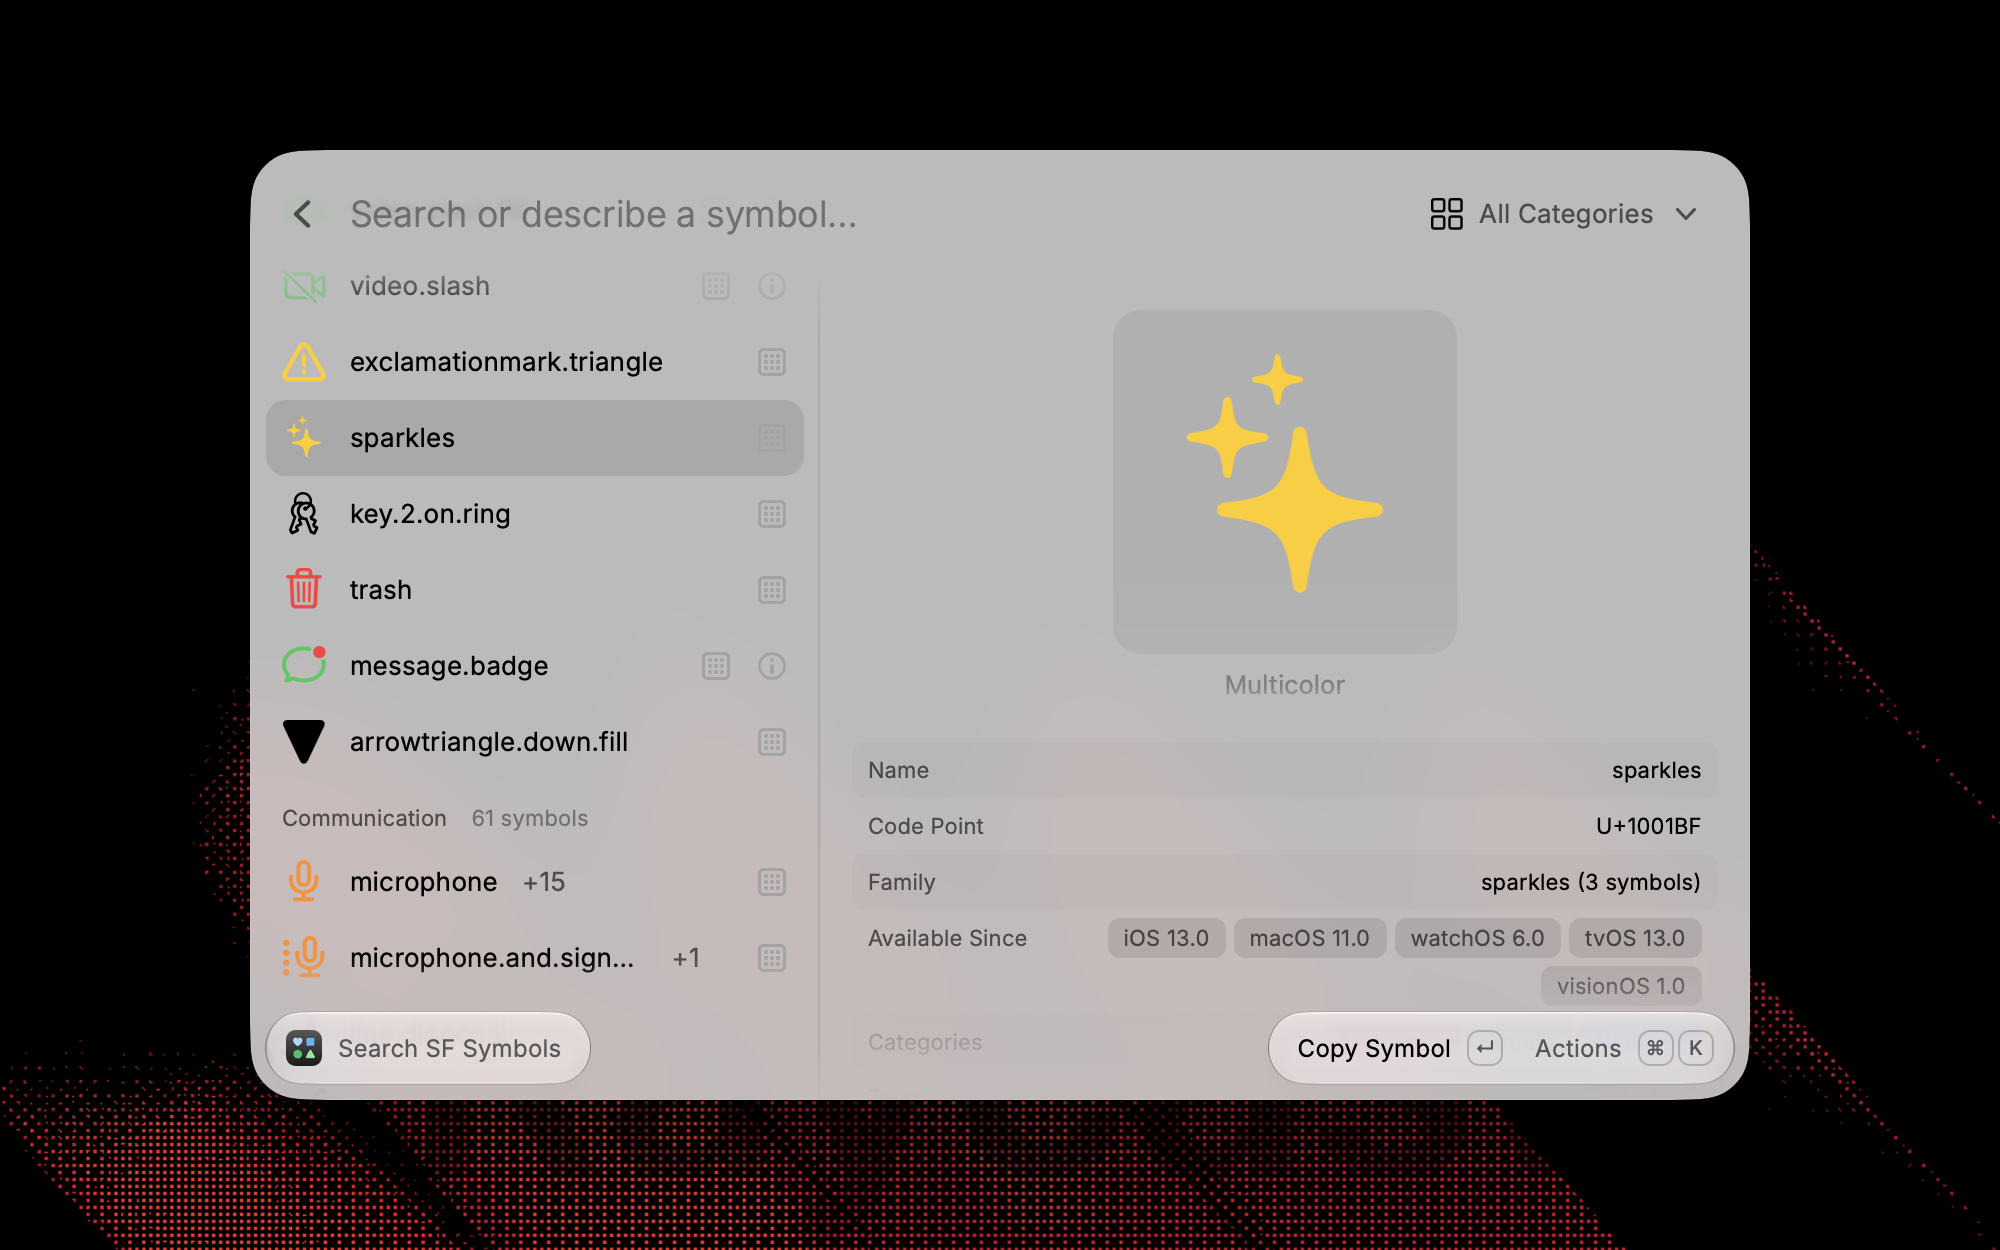 Search or describe a symbol...
All Categories
video.slash
exclamationmark.triangle
sparkles
key.2.on.ring
trash
message.badge
arrowtriangle.down.fill
Communication 61 symbols
microphone +15
microphone.and.sign... +1
Search SF Symbols
Multicolor
Name sparkles
Code Point U+1001BF
Family sparkles (3 symbols)
Available Since iOS 13.0 macOS 11.0 watchOS 6.0 tvOS 13.0
visionOS 1.0
Categories
Copy Symbol ↵ Actions ⌘ K